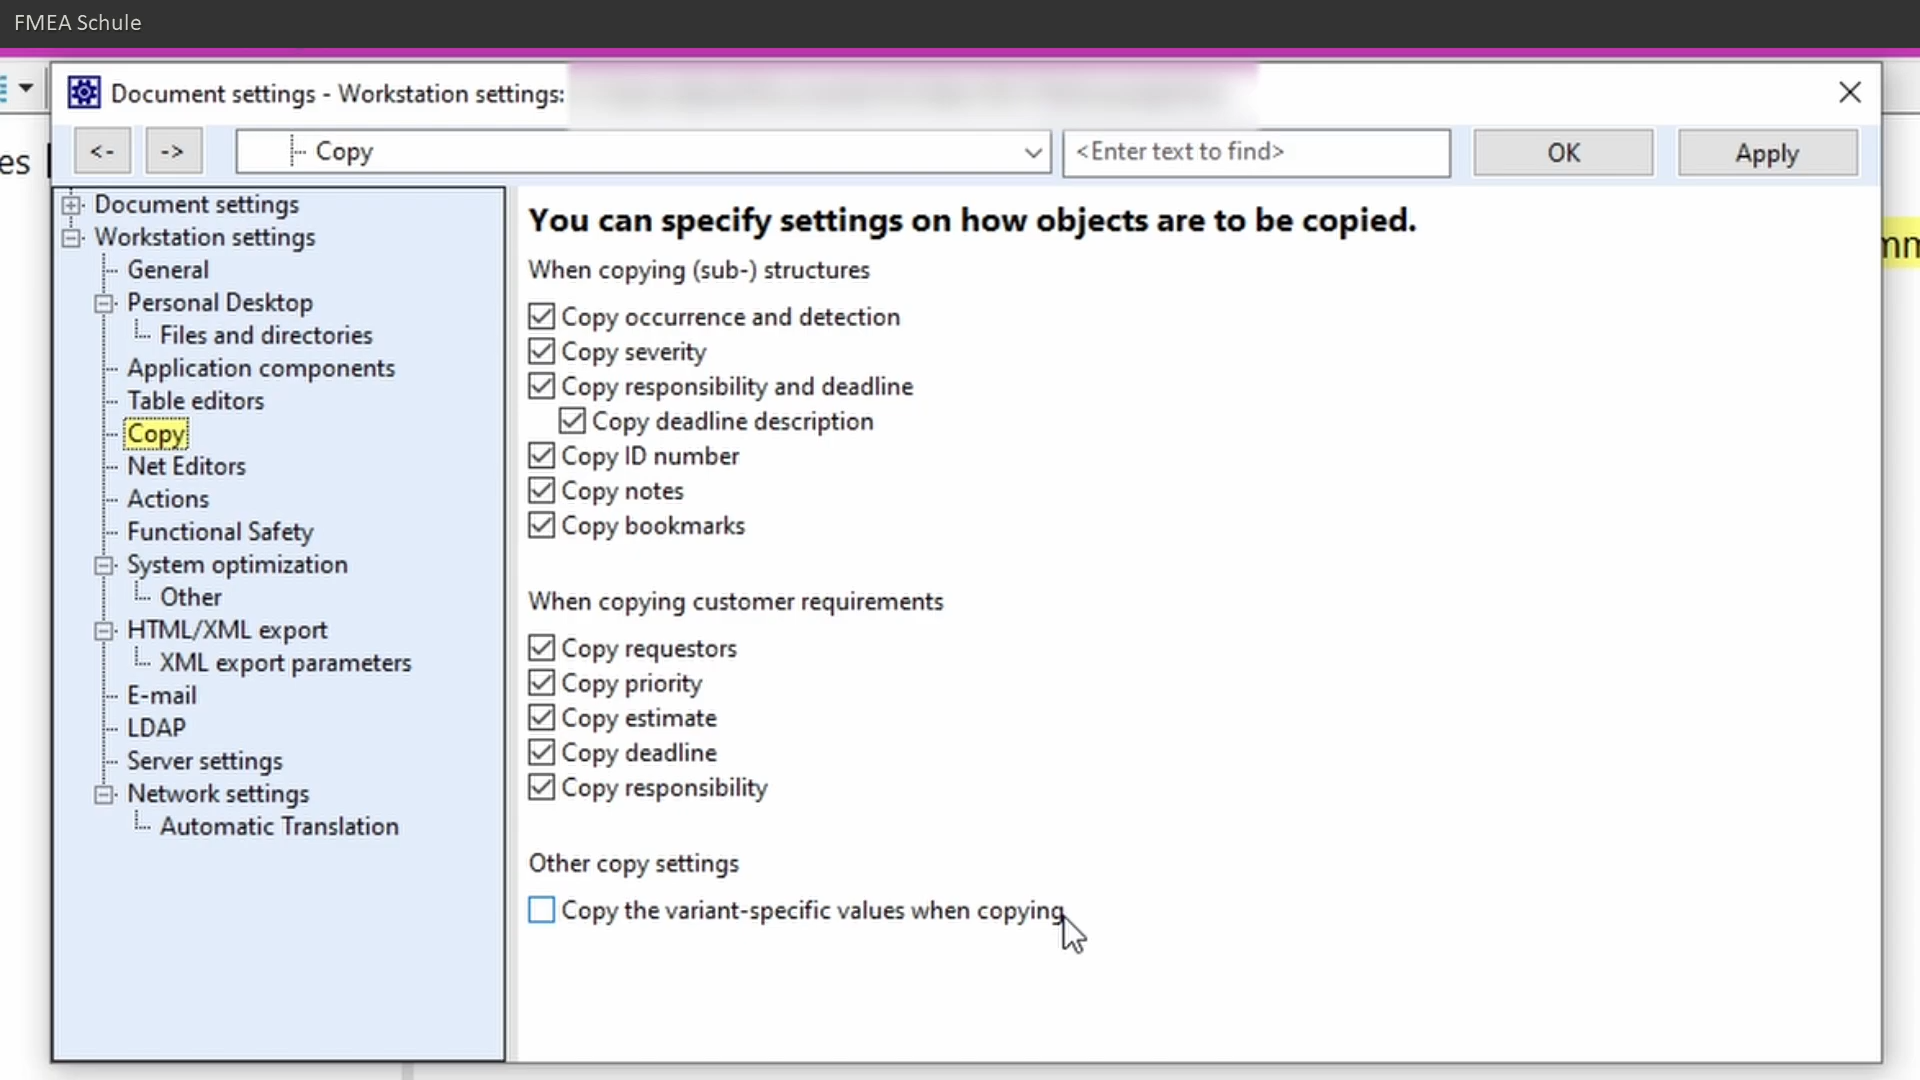 FMEA Schule
Document settings - Workstation settings:
<- -> Copy <Enter text to find> OK Apply
es
Document settings
Workstation settings
General
Personal Desktop
Files and directories
Application components
Table editors
Copy
Net Editors
Actions
Functional Safety
System optimization
Other
HTML/XML export
XML export parameters
E-mail
LDAP
Server settings
Network settings
Automatic Translation
You can specify settings on how objects are to be copied.
When copying (sub-) structures
Copy occurrence and detection
Copy severity
Copy responsibility and deadline
Copy deadline description
Copy ID number
Copy notes
Copy bookmarks
When copying customer requirements
Copy requestors
Copy priority
Copy estimate
Copy deadline
Copy responsibility
Other copy settings
Copy the variant-specific values when copying